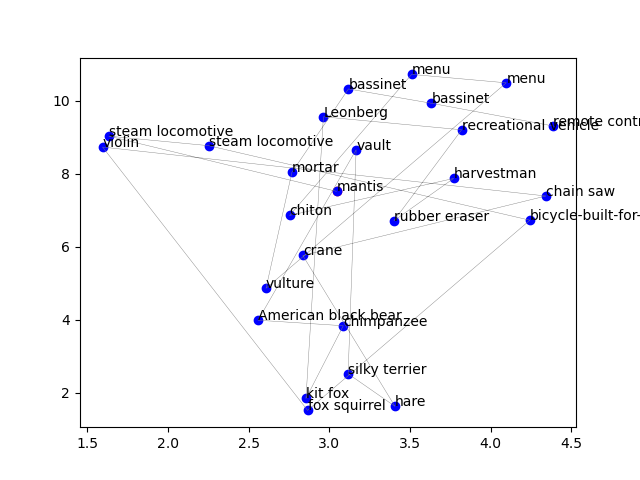 menu
menu
bassinet
bassinet
Leonberg
remote contr
recreational vehicle
steam locomotive
steam locomotive
violin
vault
mortar
harvestman
mantis
chain saw
chiton
rubber eraser
bicycle-built-for-
crane
vulture
American black bear
chimpanzee
silky terrier
kit fox
fox squirrel
hare
10
8
6
4
2
1.5 2.0 2.5 3.0 3.5 4.0 4.5